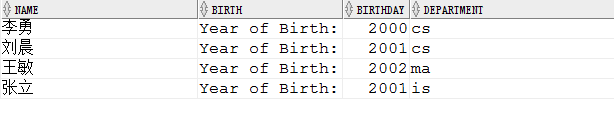 NAME BIRTH BIRTHDAY DEPARTMENT
李勇 Year of Birth: 2000 cs
刘晨 Year of Birth: 2001 cs
王敏 Year of Birth: 2002 ma
张立 Year of Birth: 2001 is